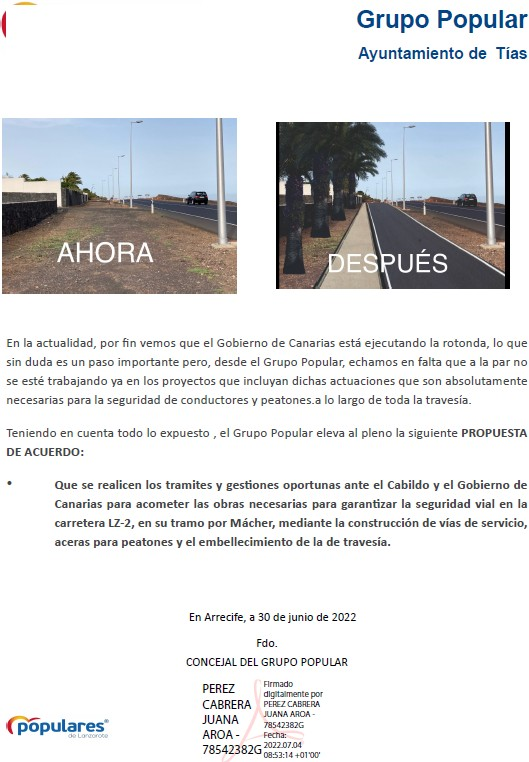 Grupo Popular
Ayuntamiento de Tías
AHORA
DESPUÉS
En la actualidad, por fin vemos que el Gobierno de Canarias está ejecutando la rotonda, lo que
sin duda es un paso importante pero, desde el Grupo Popular, echamos en falta que a la par no
se esté trabajando ya en los proyectos que incluyan dichas actuaciones que son absolutamente
necesarias para la seguridad de conductores y peatones.a lo largo de toda la travesía.
Teniendo en cuenta todo lo expuesto , el Grupo Popular eleva al pleno la siguiente PROPUESTA
DE ACUERDO:
• Que se realicen los tramites y gestiones oportunas ante el Cabildo y el Gobierno de
Canarias para acometer las obras necesarias para garantizar la seguridad vial en la
carretera LZ-2, en su tramo por Mácher, mediante la construcción de vías de servicio,
aceras para peatones y el embellecimiento de la de travesía.
En Arrecife, a 30 de junio de 2022
Fdo.
CONCEJAL DEL GRUPO POPULAR
PEREZ
CABRERA
JUANA
AROA -
78542382G
Firmado
digitalmente por
PEREZ CABRERA
JUANA AROA -
78542382G
Fecha:
2022.07.04
08:53:14 +01'00'
populares
de Lanzarote